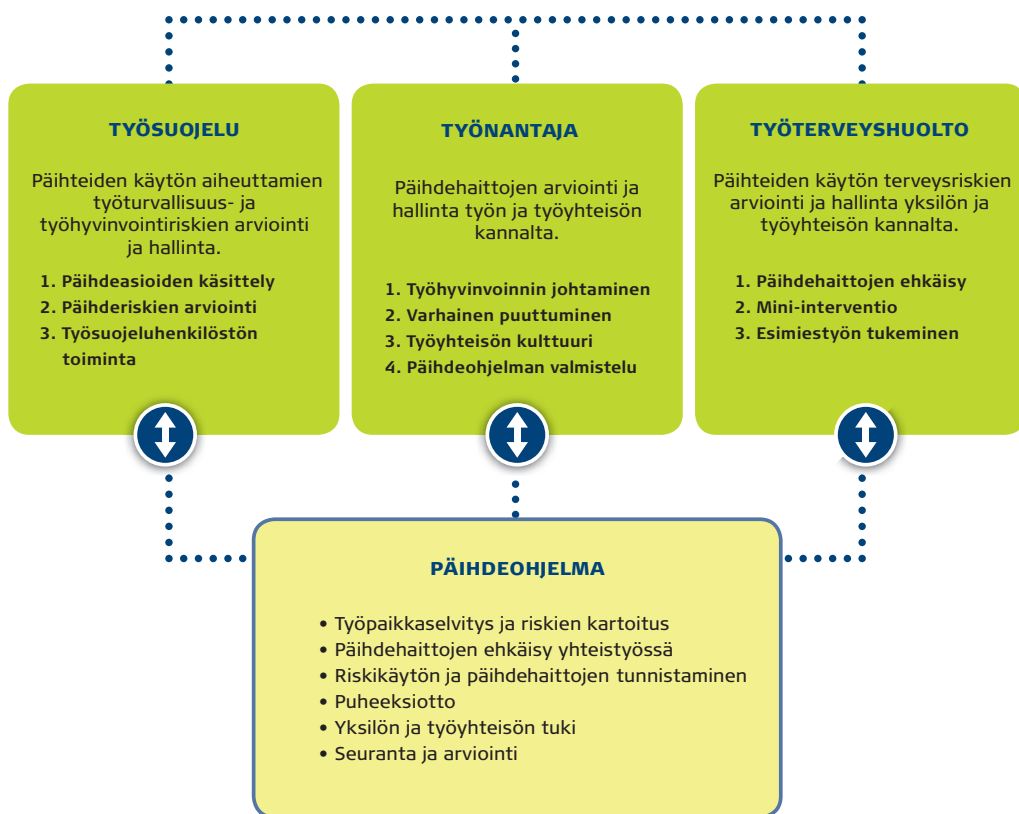 TYÖSUOJELU
Päihteiden käytön aiheuttamien
työturvallisuus- ja
työhyvinvointiriskien arviointi
ja hallinta.
1. Päihdeasioiden käsittely
2. Päihderiskien arviointi
3. Työsuojeluhenkilöstön
toiminta
TYÖNANTAJA
Päihdehaittojen arviointi ja
hallinta työn ja työyhteisön
kannalta.
1. Työhyvinvoinnin johtaminen
2. Varhainen puuttuminen
3. Työyhteisön kulttuuri
4. Päihdeohjelman valmistelu
TYÖTERVEYSHUOLTO
Päihteiden käytön terveysriskien
arviointi ja hallinta yksilön ja
työyhteisön kannalta.
1. Päihdehaittojen ehkäisy
2. Mini-interventio
3. Esimiestyön tukeminen
PÄIHDEOHJELMA
• Työpaikkaselvitys ja riskien kartoitus
• Päihdehaittojen ehkäisy yhteistyössä
• Riskikäytön ja päihdehaittojen tunnistaminen
• Puheeksiotto
• Yksilön ja työyhteisön tuki
• Seuranta ja arviointi